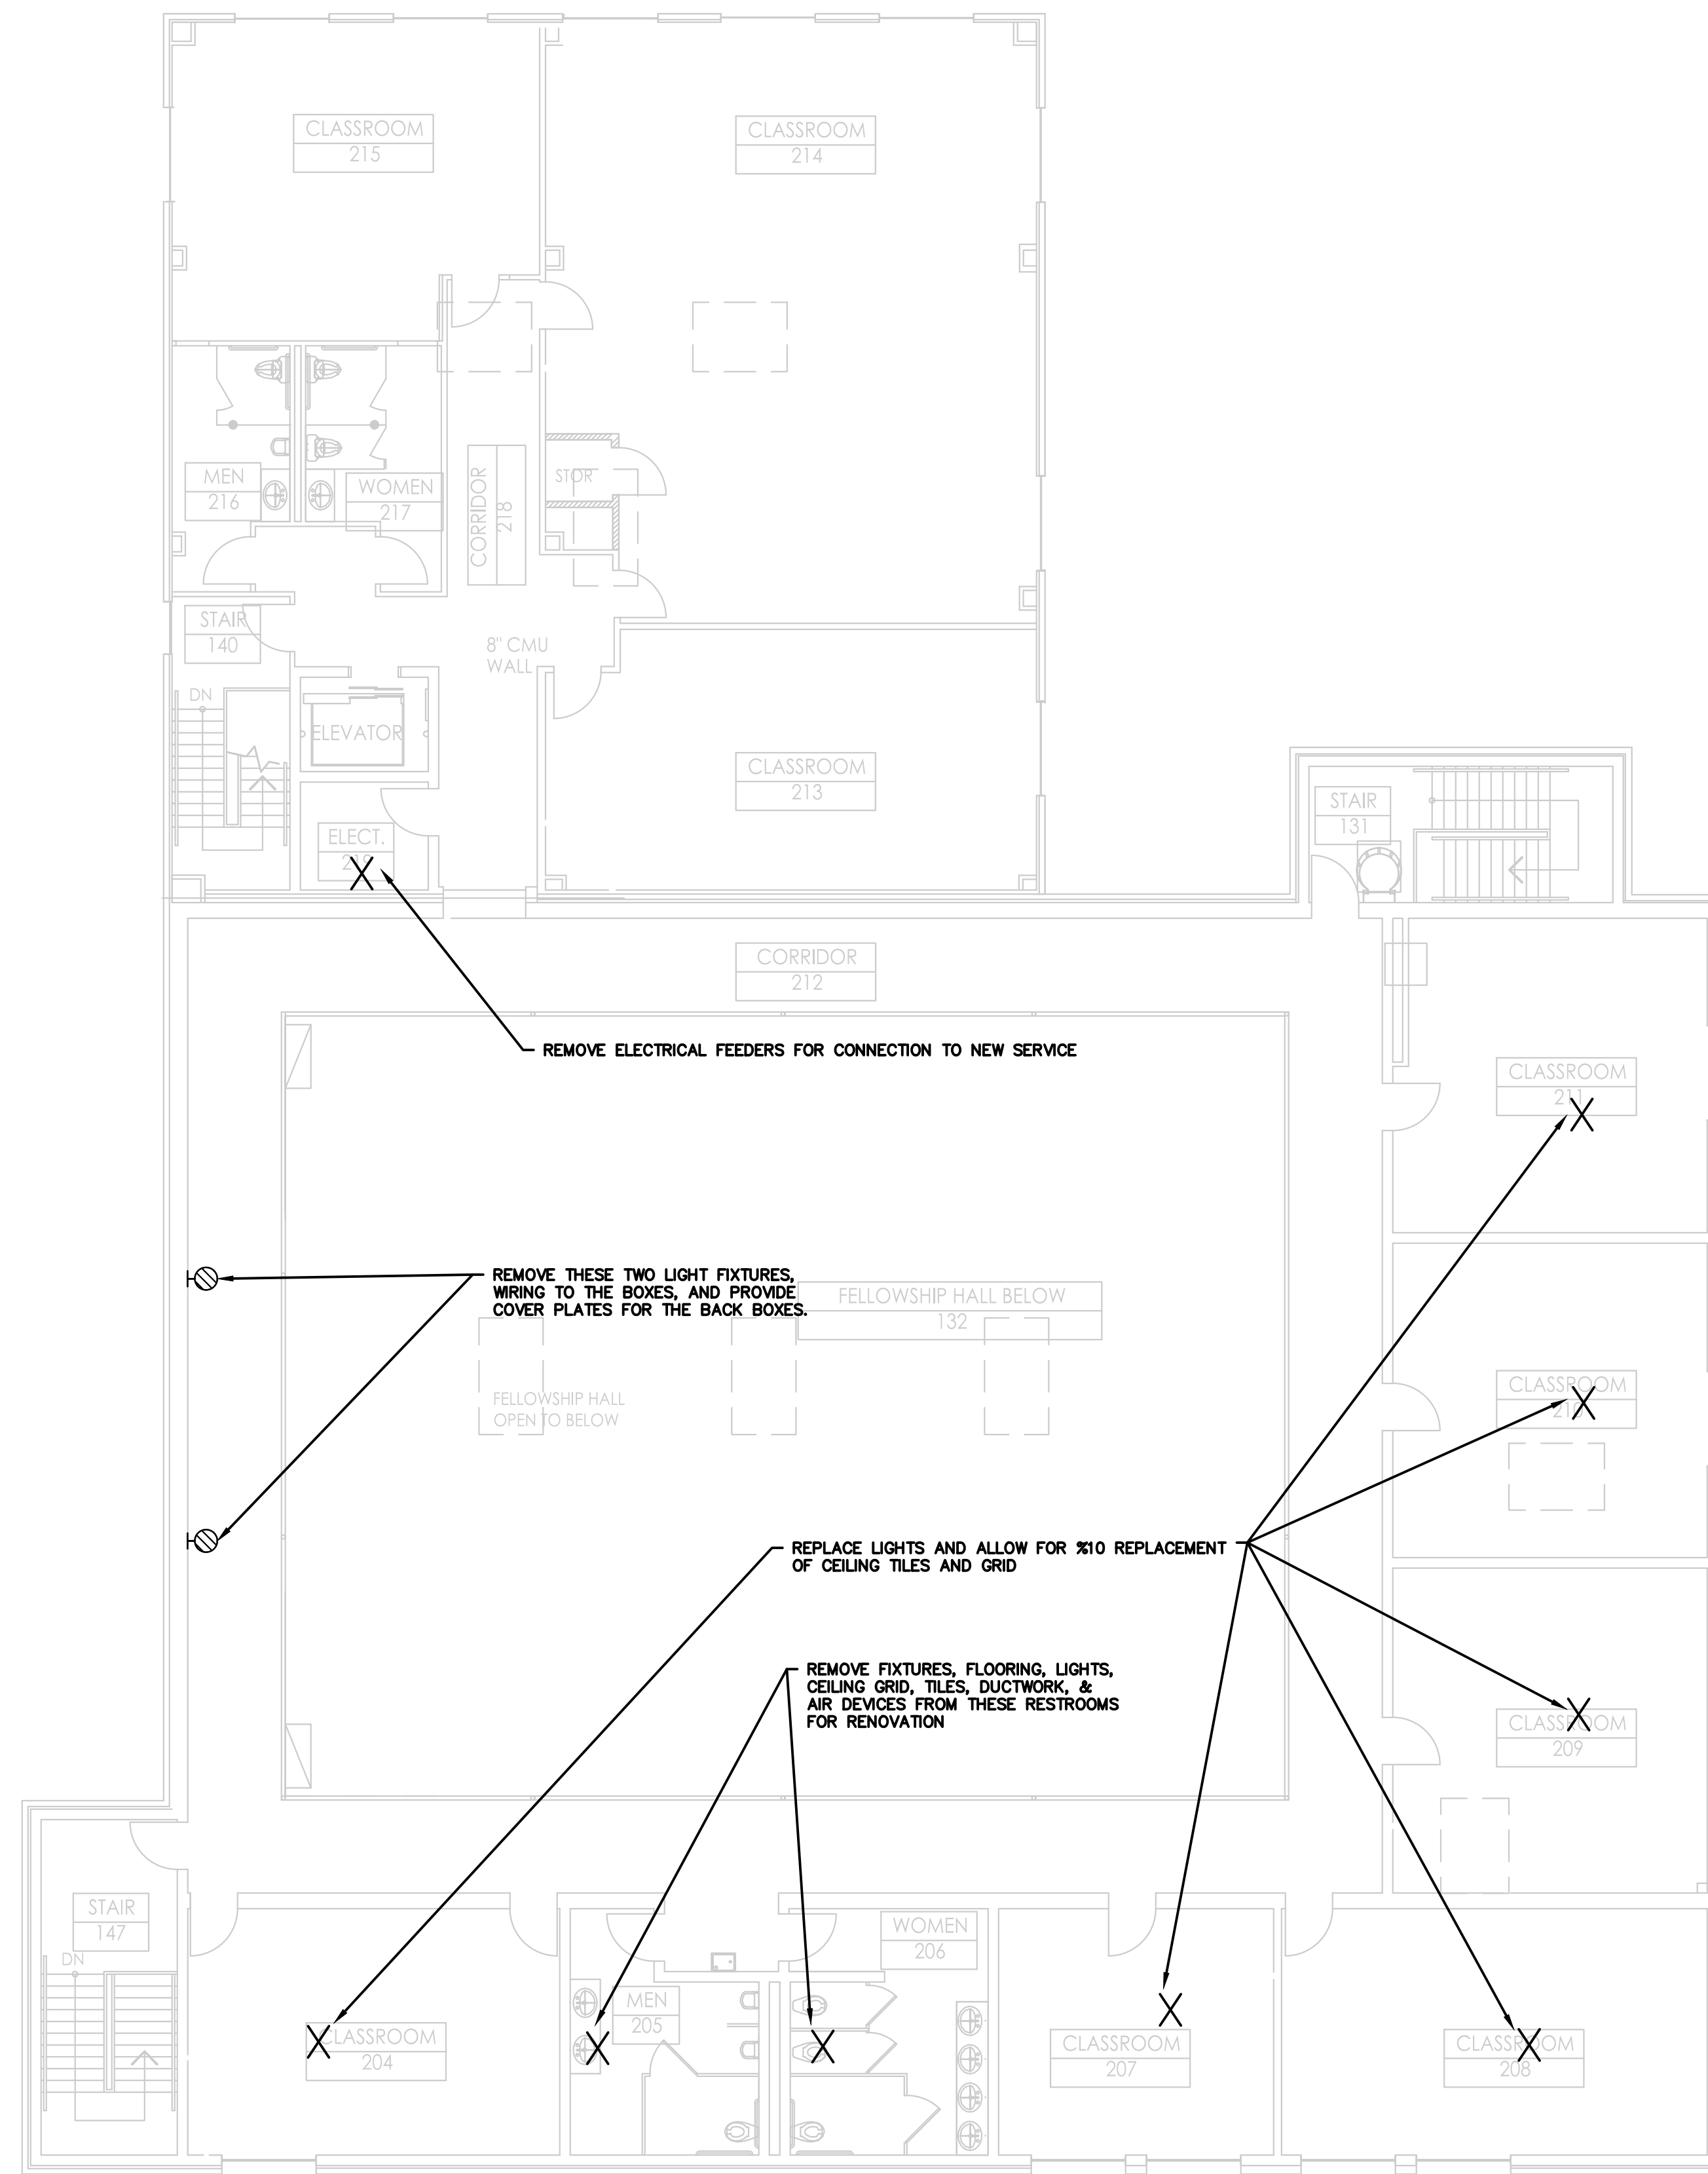 CLASSROOM
215
CLASSROOM
214
MEN
216
WOMEN
217
CORRIDOR
218
STOR
STAIR
140
8" CMU
WALL
DN
ELEVATOR
CLASSROOM
213
STAIR
131
ELECT.
219
CORRIDOR
212
REMOVE ELECTRICAL FEEDERS FOR CONNECTION TO NEW SERVICE
CLASSROOM
211
REMOVE THESE TWO LIGHT FIXTURES,
WIRING TO THE BOXES, AND PROVIDE
COVER PLATES FOR THE BACK BOXES.
FELLOWSHIP HALL BELOW
132
FELLOWSHIP HALL
OPEN TO BELOW
CLASSROOM
210
REPLACE LIGHTS AND ALLOW FOR %10 REPLACEMENT
OF CEILING TILES AND GRID
REMOVE FIXTURES, FLOORING, LIGHTS,
CEILING GRID, TILES, DUCTWORK, &
AIR DEVICES FROM THESE RESTROOMS
FOR RENOVATION
CLASSROOM
209
STAIR
147
DN
WOMEN
206
MEN
205
CLASSROOM
204
CLASSROOM
207
CLASSROOM
208